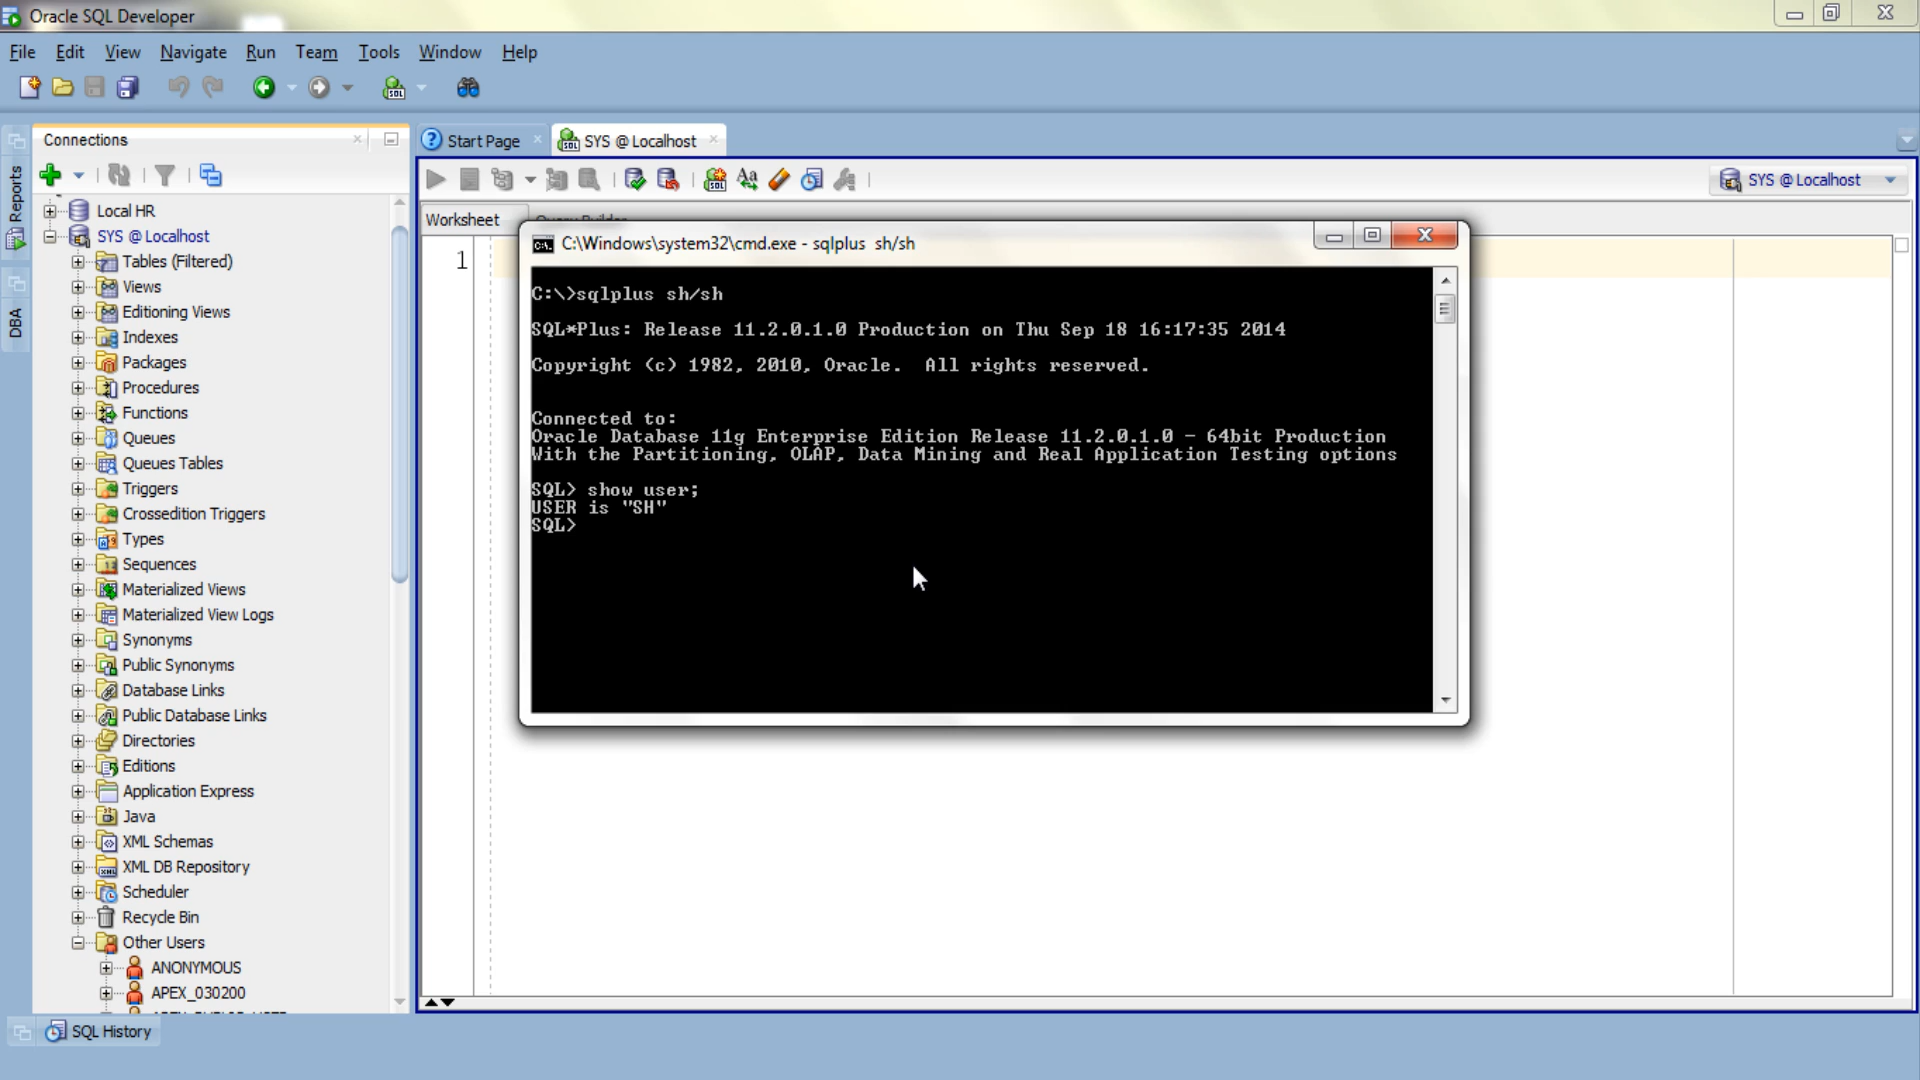 Oracle SQL Developer
File Edit View Navigate Run Team Tools Window Help
Connections
Start Page
SYS @ Localhost
Reports
DBA
SYS @ Localhost
Worksheet
Local HR
SYS @ Localhost
Tables (Filtered)
Views
Editioning Views
Indexes
Packages
Procedures
Functions
Queues
Queues Tables
Triggers
Crossedition Triggers
Types
Sequences
Materialized Views
Materialized View Logs
Synonyms
Public Synonyms
Database Links
Public Database Links
Directories
Editions
Application Express
Java
XML Schemas
XML DB Repository
Scheduler
Recycle Bin
Other Users
ANONYMOUS
APEX_030200
1
C:\Windows\system32\cmd.exe - sqlplus sh/sh
C:\>sqlplus sh/sh
SQL*Plus: Release 11.2.0.1.0 Production on Thu Sep 18 16:17:35 2014
Copyright (c) 1982, 2010, Oracle. All rights reserved.
Connected to:
Oracle Database 11g Enterprise Edition Release 11.2.0.1.0 - 64bit Production
With the Partitioning, OLAP, Data Mining and Real Application Testing options
SQL> show user;
USER is "SH"
SQL>
SQL History